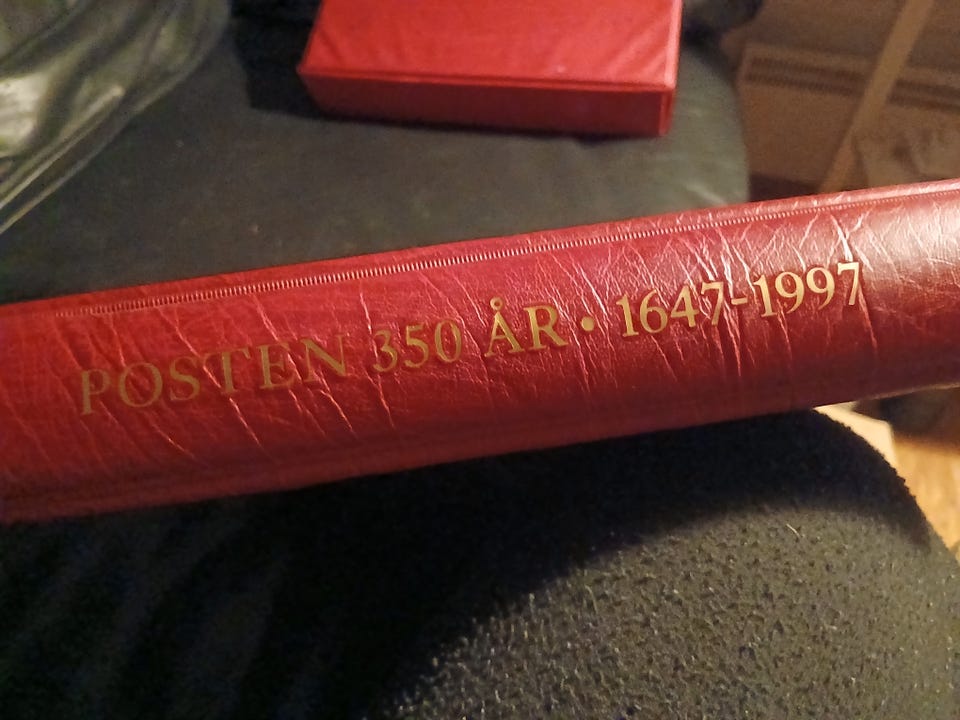 POSTEN 350 ÅR • 1647-1997